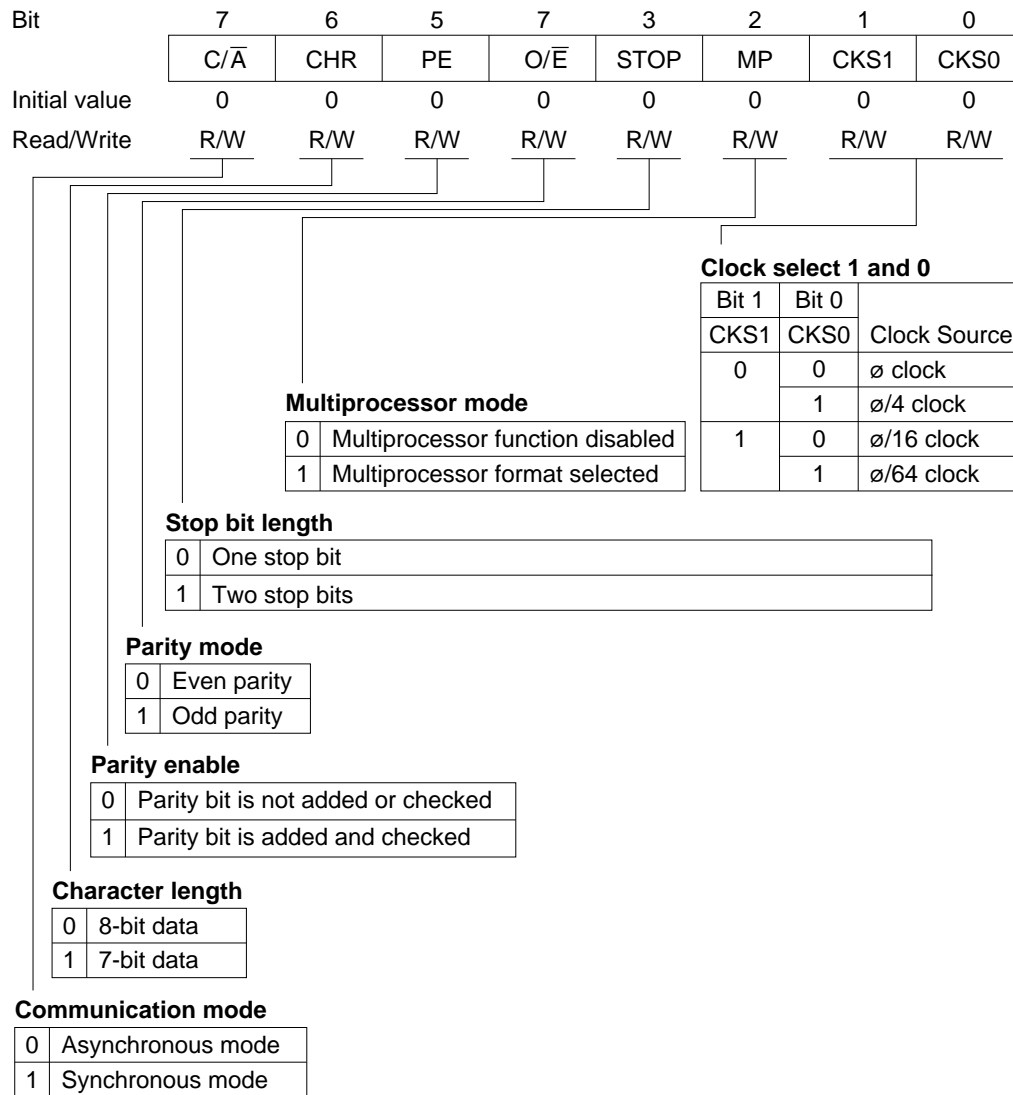 Bit 7 6 5 7 3 2 1 0
C/A̅ CHR PE O/E̅ STOP MP CKS1 CKS0
Initial value 0 0 0 0 0 0 0 0
Read/Write R/W R/W R/W R/W R/W R/W R/W R/W
Clock select 1 and 0
Bit 1 Bit 0
CKS1 CKS0 Clock Source
0 0 ø clock
1 ø/4 clock
1 0 ø/16 clock
1 ø/64 clock
Multiprocessor mode
0 Multiprocessor function disabled
1 Multiprocessor format selected
Stop bit length
0 One stop bit
1 Two stop bits
Parity mode
0 Even parity
1 Odd parity
Parity enable
0 Parity bit is not added or checked
1 Parity bit is added and checked
Character length
0 8-bit data
1 7-bit data
Communication mode
0 Asynchronous mode
1 Synchronous mode